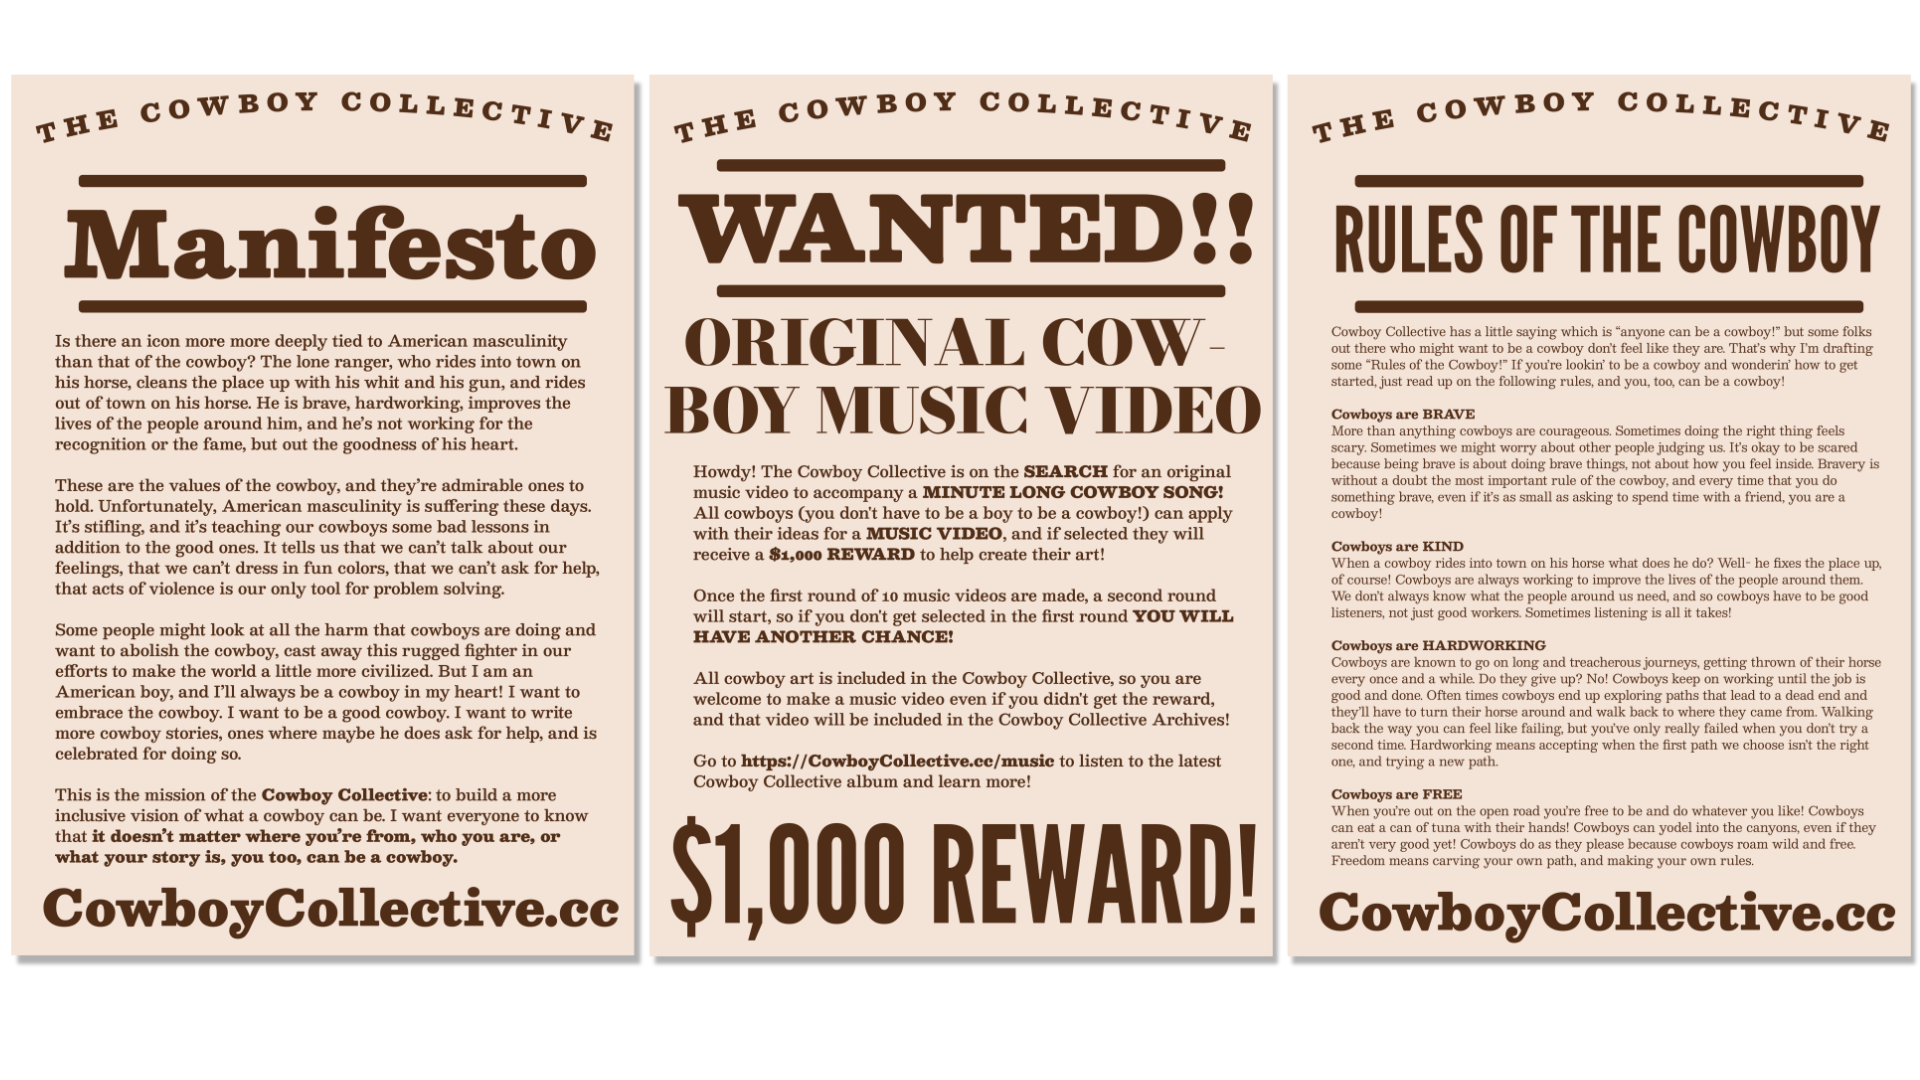 THE COWBOY COLLECTIVE
Manifesto
Is there an icon more more deeply tied to American masculinity
than that of the cowboy? The lone ranger, who rides into town on
his horse, cleans the place up with his whit and his gun, and rides
out of town on his horse. He is brave, hardworking, improves the
lives of the people around him, and he's not working for the
recognition or the fame, but out the goodness of his heart.
These are the values of the cowboy, and they're admirable ones to
hold. Unfortunately, American masculinity is suffering these days.
It's stifling, and it's teaching our cowboys some bad lessons in
addition to the good ones. It tells us that we can't talk about our
feelings, that we can't dress in fun colors, that we can't ask for help,
that acts of violence is our only tool for problem solving.
Some people might look at all the harm that cowboys are doing and
want to abolish the cowboy, cast away this rugged fighter in our
efforts to make the world a little more civilized. But I am an
American boy, and I'll always be a cowboy in my heart! I want to
embrace the cowboy. I want to be a good cowboy. I want to write
more cowboy stories, ones where maybe he does ask for help, and is
celebrated for doing so.
This is the mission of the Cowboy Collective: to build a more
inclusive vision of what a cowboy can be. I want everyone to know
that it doesn't matter where you're from, who you are, or
what your story is, you too, can be a cowboy.
CowboyCollective.cc
THE COWBOY COLLECTIVE
WANTED!!
ORIGINAL COW-
BOY MUSIC VIDEO
Howdy! The Cowboy Collective is on the SEARCH for an original
music video to accompany a MINUTE LONG COWBOY SONG!
All cowboys (you don't have to be a boy to be a cowboy!) can apply
with their ideas for a MUSIC VIDEO, and if selected they will
receive a $1,000 REWARD to help create their art!
Once the first round of 10 music videos are made, a second round
will start, so if you don't get selected in the first round YOU WILL
HAVE ANOTHER CHANCE!
All cowboy art is included in the Cowboy Collective, so you are
welcome to make a music video even if you didn't get the reward,
and that video will be included in the Cowboy Collective Archives!
Go to https://CowboyCollective.cc/music to listen to the latest
Cowboy Collective album and learn more!
$1,000 REWARD!
THE COWBOY COLLECTIVE
RULES OF THE COWBOY
Cowboy Collective has a little saying which is “anyone can be a cowboy!” but some folks
out there who might want to be a cowboy don't feel like they are. That's why I'm drafting
some “Rules of the Cowboy!” If you're lookin' to be a cowboy and wonderin' how to get
started, just read up on the following rules, and you, too, can be a cowboy!
Cowboys are BRAVE
More than anything cowboys are courageous. Sometimes doing the right thing feels
scary. Sometimes we might worry about other people judging us. It's okay to be scared
because being brave is about doing brave things, not about how you feel inside. Bravery is
without a doubt the most important rule of the cowboy, and every time that you do
something brave, even if it's as small as asking to spend time with a friend, you are a
cowboy!
Cowboys are KIND
When a cowboy rides into town on his horse what does he do? Well- he fixes the place up,
of course! Cowboys are always working to improve the lives of the people around them.
We don't always know what the people around us need, and so cowboys have to be good
listeners, not just good workers. Sometimes listening is all it takes!
Cowboys are HARDWORKING
Cowboys are known to go on long and treacherous journeys, getting thrown of their horse
every once and a while. Do they give up? No! Cowboys keep on working until the job is
good and done. Often times cowboys end up exploring paths that lead to a dead end and
they'll have to turn their horse around and walk back to where they came from. Walking
back the way you can feel like failing, but you've only really failed when you don't try a
second time. Hardworking means accepting when the first path we choose isn't the right
one, and trying a new path.
Cowboys are FREE
When you're out on the open road you're free to be and do whatever you like! Cowboys
can eat a can of tuna with their hands! Cowboys can yodel into the canyons, even if they
aren't very good yet! Cowboys do as they please because cowboys roam wild and free.
Freedom means carving your own path, and making your own rules.
CowboyCollective.cc